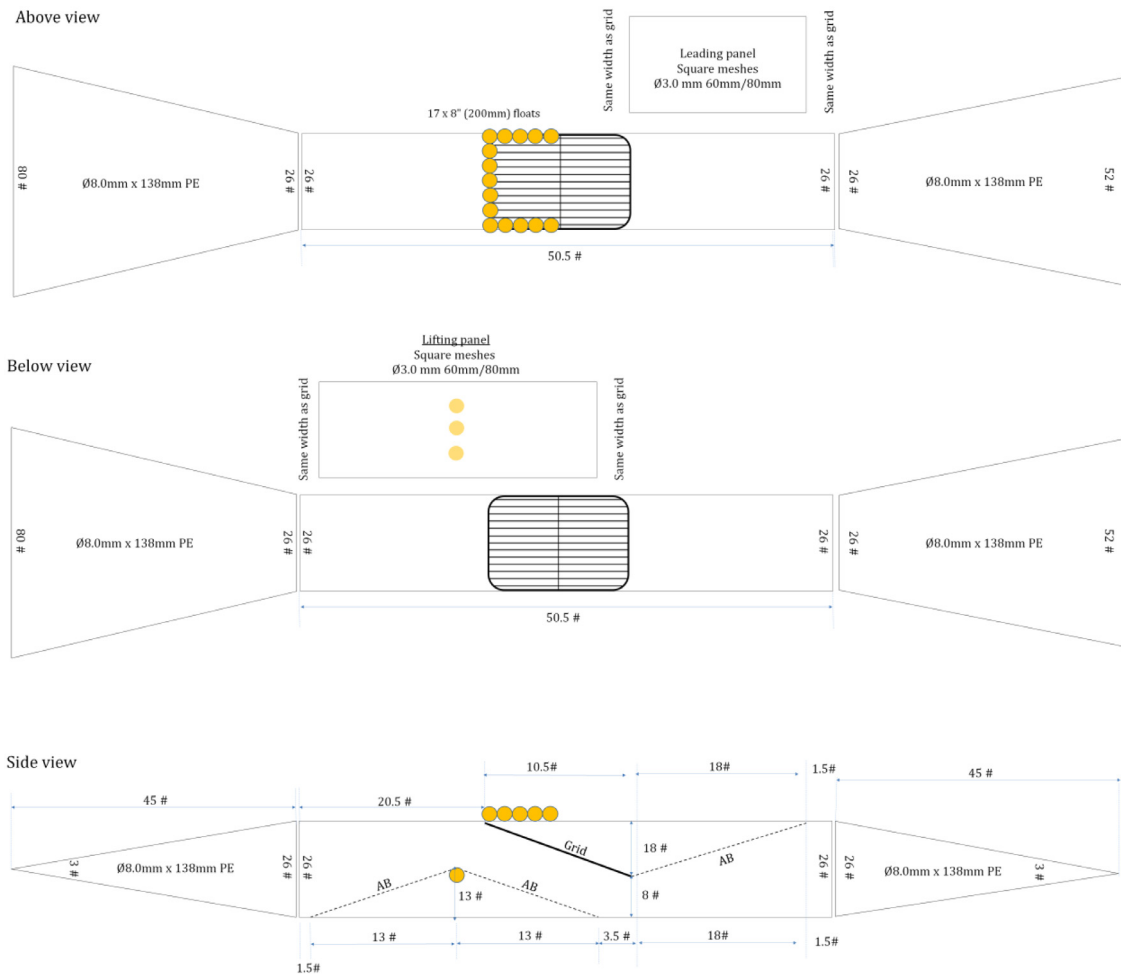 Above view
Same width as grid
Leading panel
Square meshes
Ø3.0 mm 60mm/80mm
Same width as grid
17 x 8" (200mm) floats
80 #
Ø8.0mm x 138mm PE
26 #
26 #
26 #
26 #
Ø8.0mm x 138mm PE
52 #
50.5 #
Below view
Lifting panel
Square meshes
Ø3.0 mm 60mm/80mm
Same width as grid
Same width as grid
80 #
Ø8.0mm x 138mm PE
26 #
26 #
26 #
26 #
Ø8.0mm x 138mm PE
52 #
50.5 #
Side view
10.5#
18#
1.5#
45 #
20.5 #
45 #
3 #
Ø8.0mm x 138mm PE
26 #
26 #
AB
13 #
AB
Grid
18 #
8 #
AB
26 #
26 #
Ø8.0mm x 138mm PE
3 #
13 #
13 #
3.5 #
18#
1.5#
1.5#